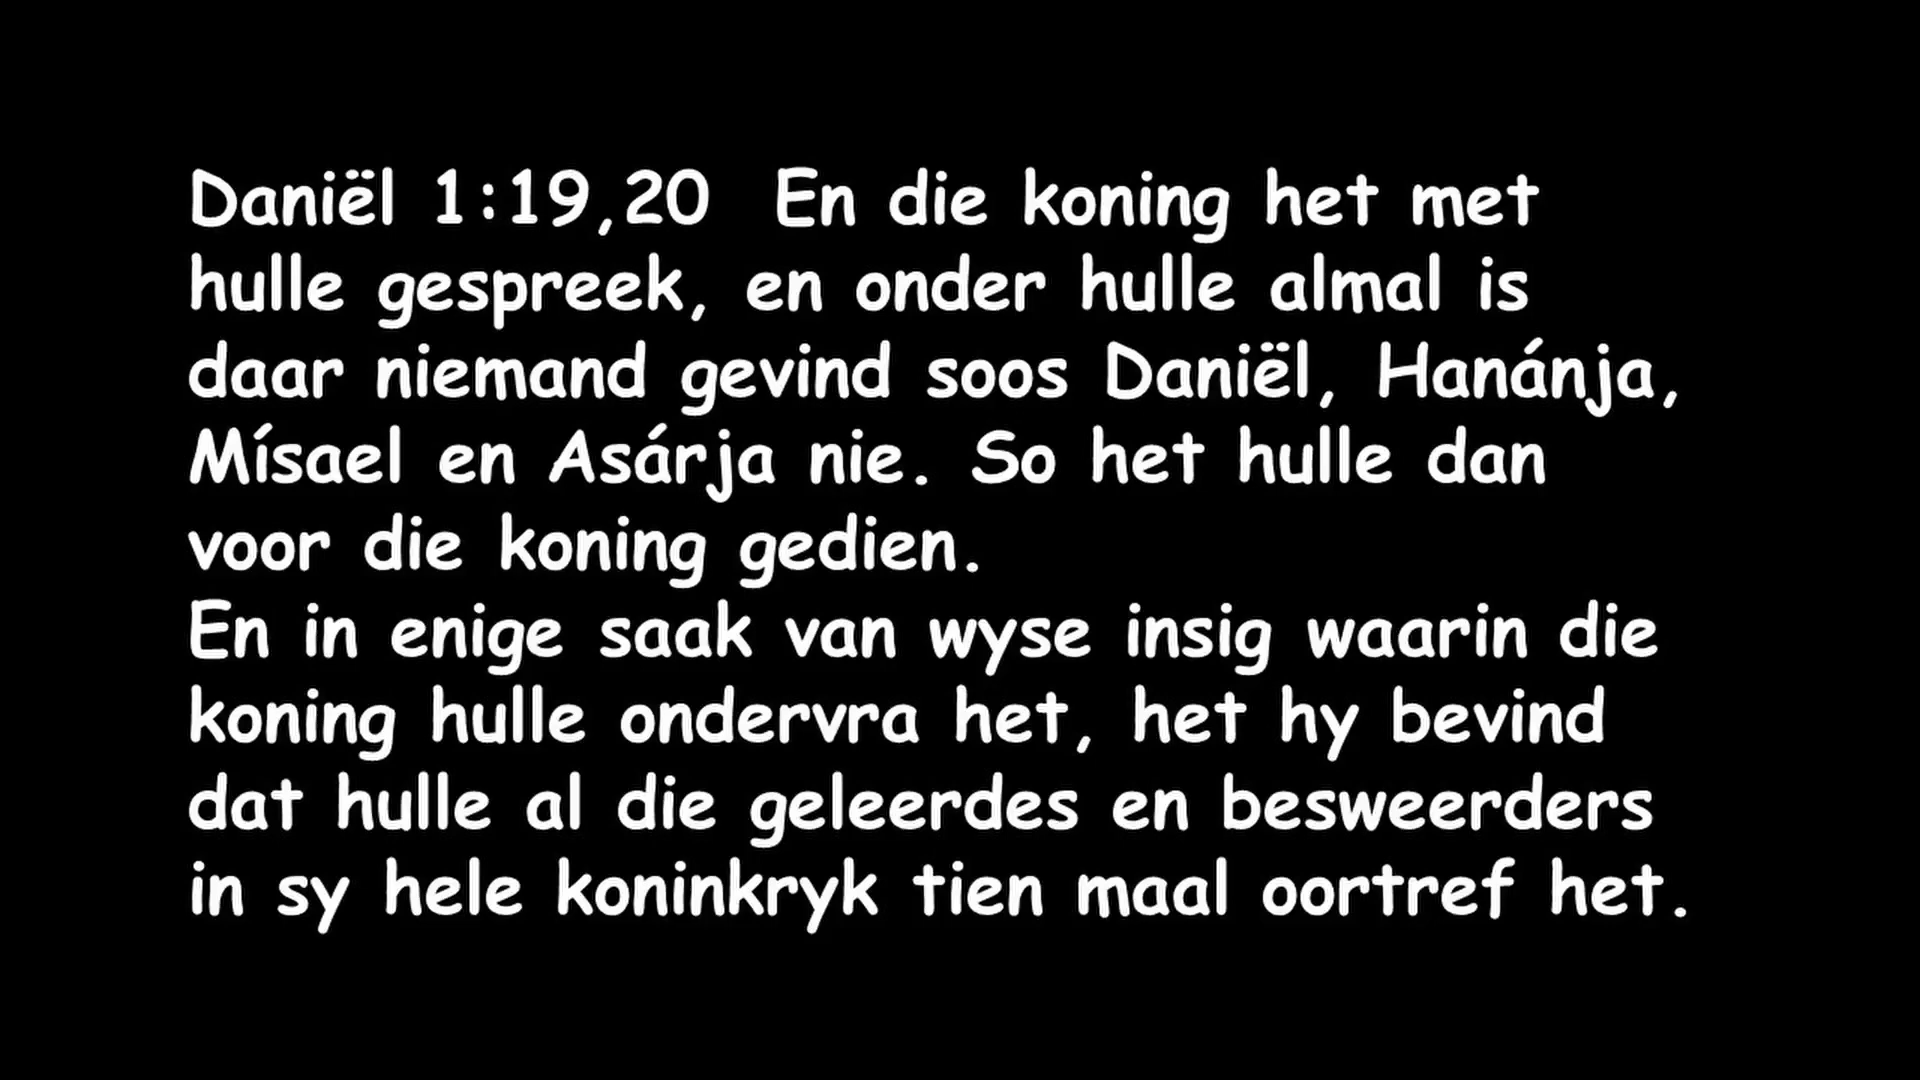 Daniël 1:19,20  En die koning het met
hulle gespreek, en onder hulle almal is
daar niemand gevind soos Daniël, Hanánja,
Mísael en Asárja nie. So het hulle dan
voor die koning gedien.
En in enige saak van wyse insig waarin die
koning hulle ondervra het, het hy bevind
dat hulle al die geleerdes en besweerders
in sy hele koninkryk tien maal oortref het.